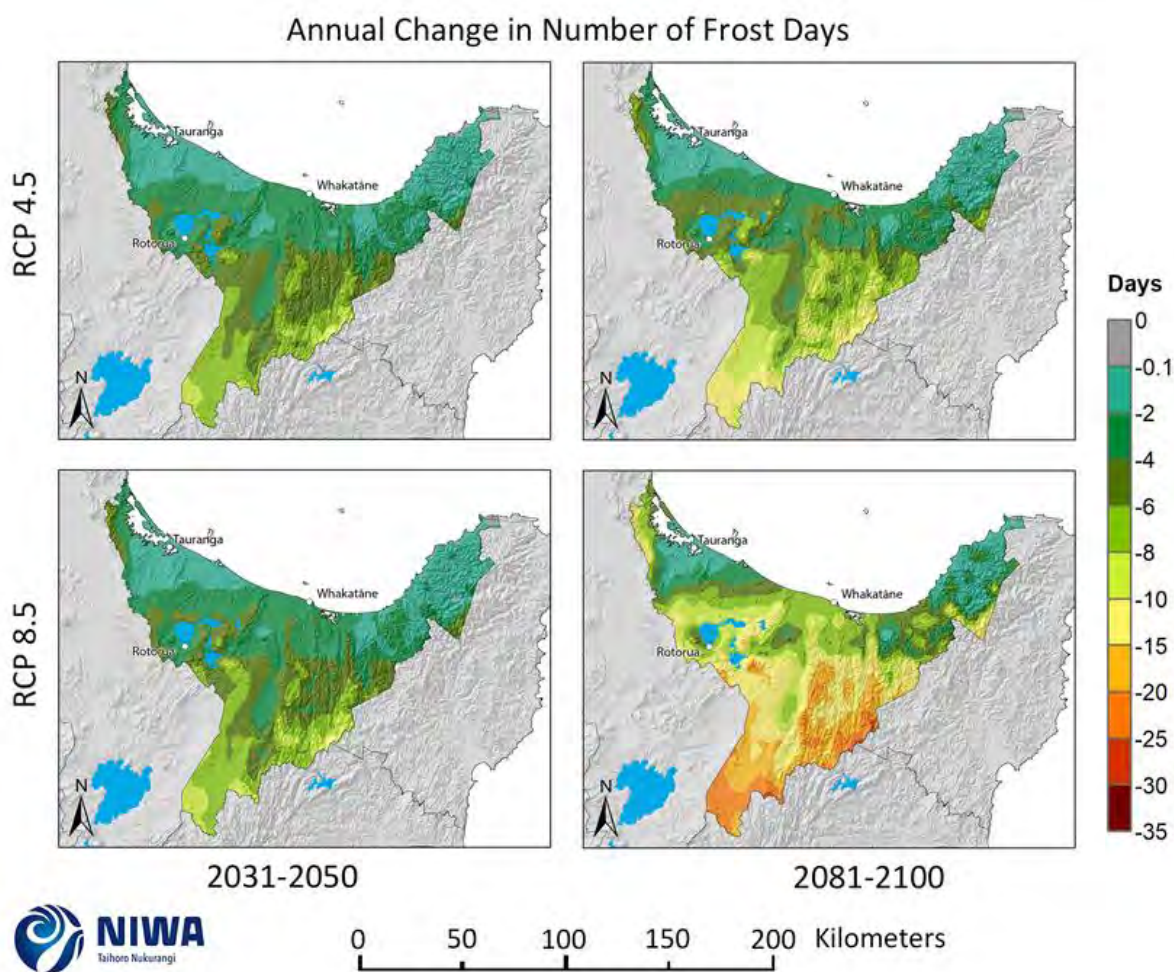 Annual Change in Number of Frost Days
RCP 4.5
Tauranga
Whakatāne
Rotorua
N
Tauranga
Whakatāne
Rotorua
N
RCP 8.5
Tauranga
Whakatāne
Rotorua
N
Tauranga
Whakatāne
Rotorua
N
Days
0
-0.1
-2
-4
-6
-8
-10
-15
-20
-25
-30
-35
2031-2050
2081-2100
NIWA
Taihoro Nukurangi
0 50 100 150 200 Kilometers